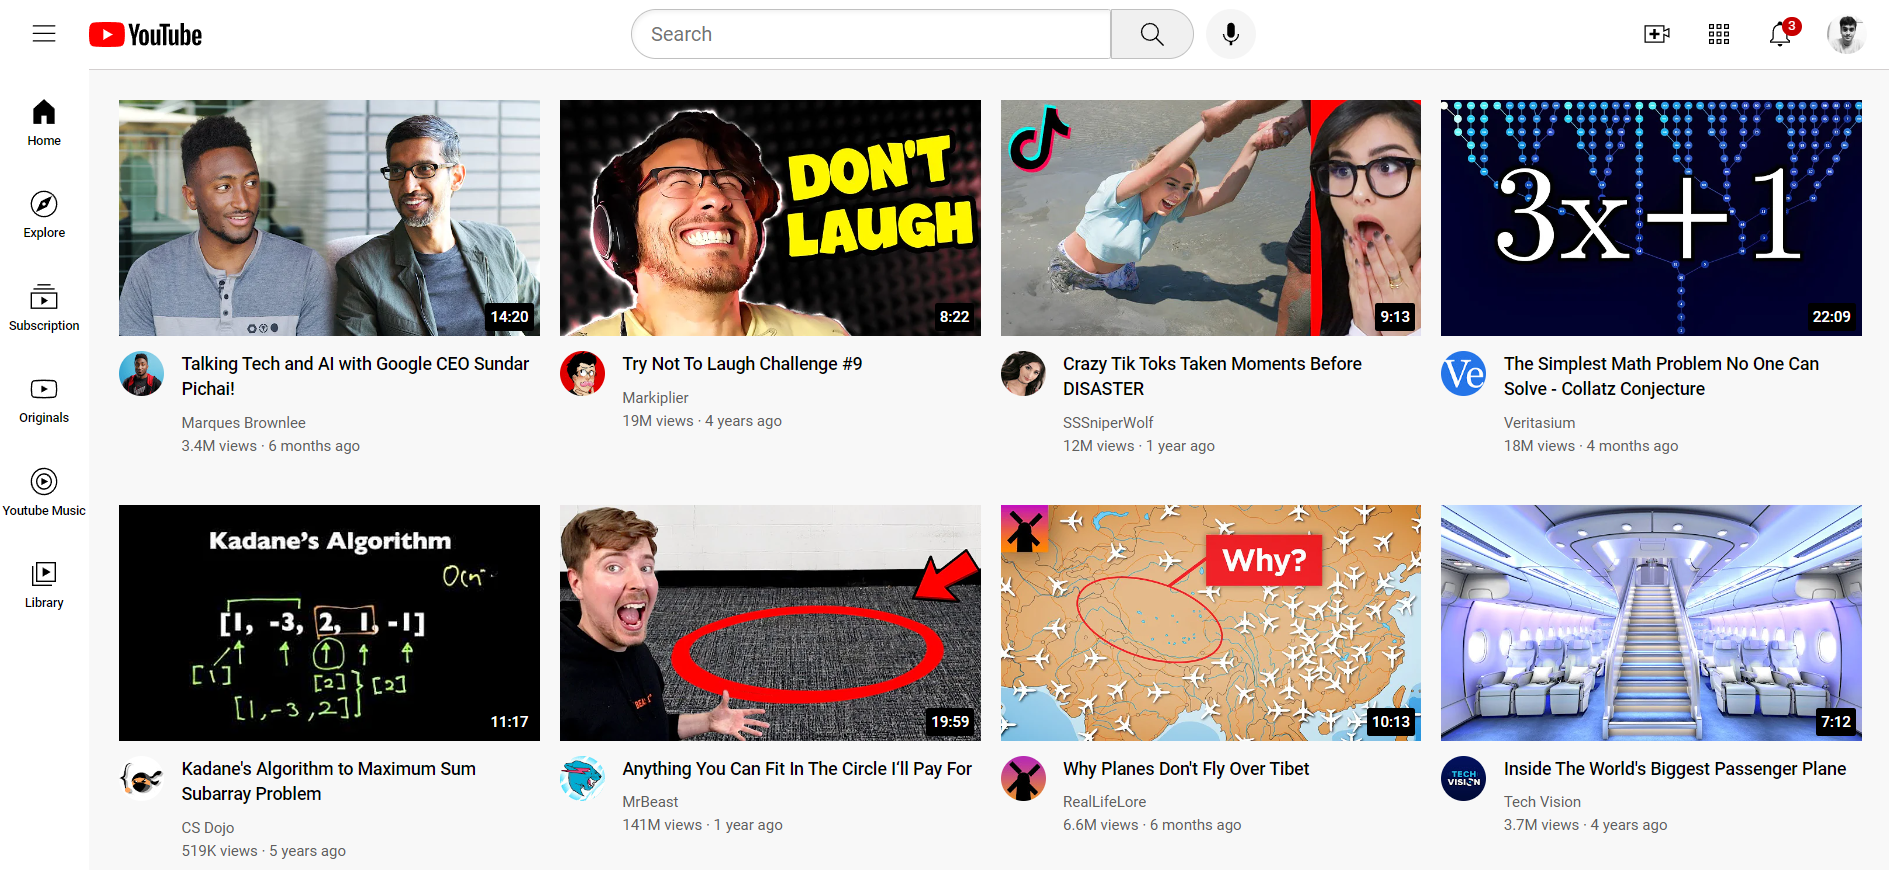 YouTube
Search
3
Home
Explore
Subscription
Originals
Youtube Music
Library
14:20
Talking Tech and AI with Google CEO Sundar
Pichai!
Marques Brownlee
3.4M views · 6 months ago
DON'T
LAUGH
8:22
Try Not To Laugh Challenge #9
Markiplier
19M views · 4 years ago
9:13
Crazy Tik Toks Taken Moments Before
DISASTER
SSSniperWolf
12M views · 1 year ago
3x+1
22:09
Ve
The Simplest Math Problem No One Can
Solve - Collatz Conjecture
Veritasium
18M views · 4 months ago
Kadane's Algorithm
[1, -3, 2, 1, -1]
[1]
[2]
[2]
[1,-3,2]
11:17
Kadane's Algorithm to Maximum Sum
Subarray Problem
CS Dojo
519K views · 5 years ago
19:59
Anything You Can Fit In The Circle I‘ll Pay For
MrBeast
141M views · 1 year ago
Why?
10:13
Why Planes Don't Fly Over Tibet
RealLifeLore
6.6M views · 6 months ago
7:12
TECH
VISION
Inside The World's Biggest Passenger Plane
Tech Vision
3.7M views · 4 years ago